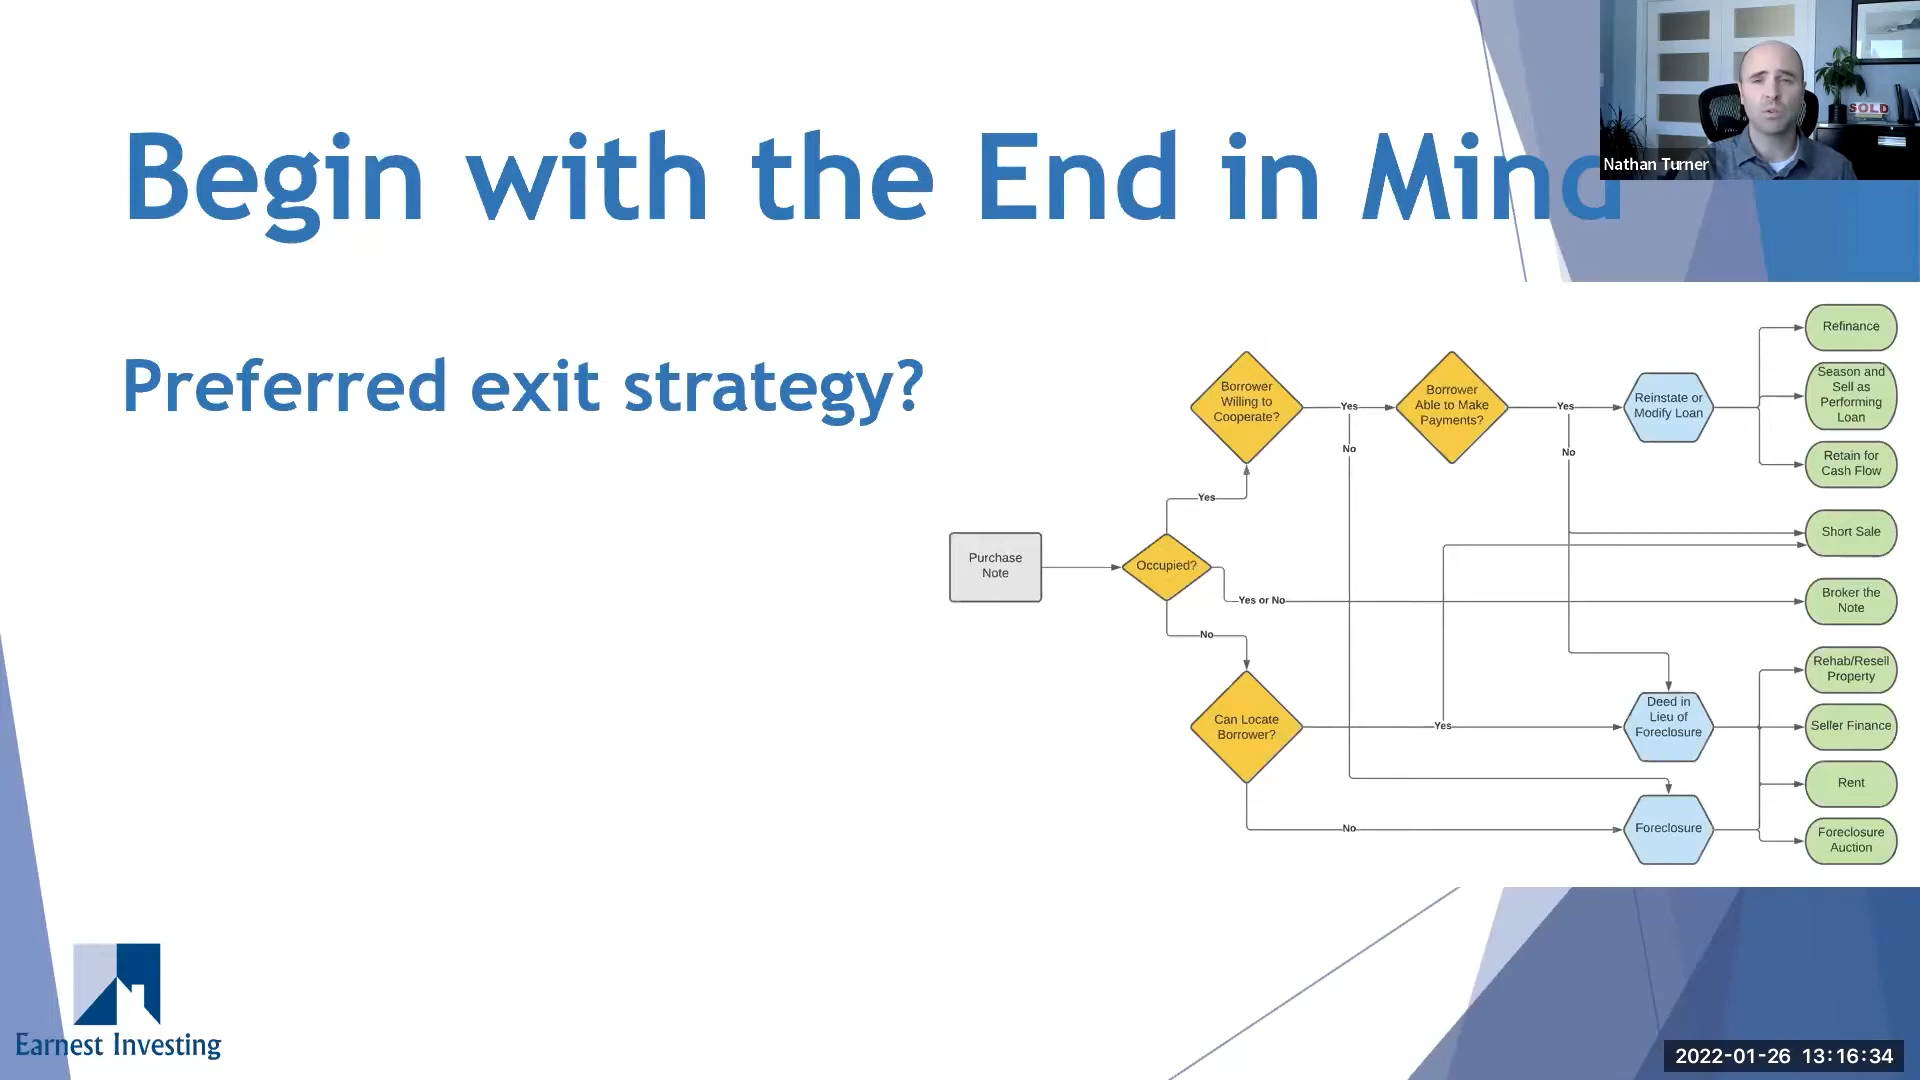 Begin with the End in Mind
SOLD
Nathan Turner
Preferred exit strategy?
Purchase
Note
Occupied?
Yes
Yes or No
No
Borrower
Willing to
Cooperate?
Yes
No
Borrower
Able to Make
Payments?
Yes
No
Reinstate or
Modify Loan
Can Locate
Borrower?
Yes
No
Deed in
Lieu of
Foreclosure
Foreclosure
Refinance
Season and
Sell as
Performing
Loan
Retain for
Cash Flow
Short Sale
Broker the
Note
Rehab/Resell
Property
Seller Finance
Rent
Foreclosure
Auction
Earnest Investing
2022-01-26 13:16:34